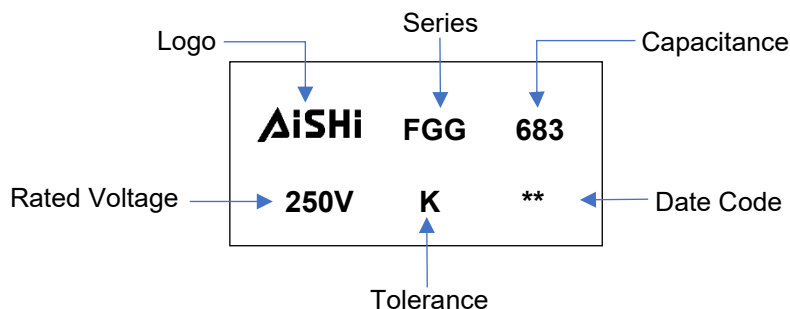 Series
Logo
Capacitance
AiSHi FGG 683
Rated Voltage
250V K **
Date Code
Tolerance